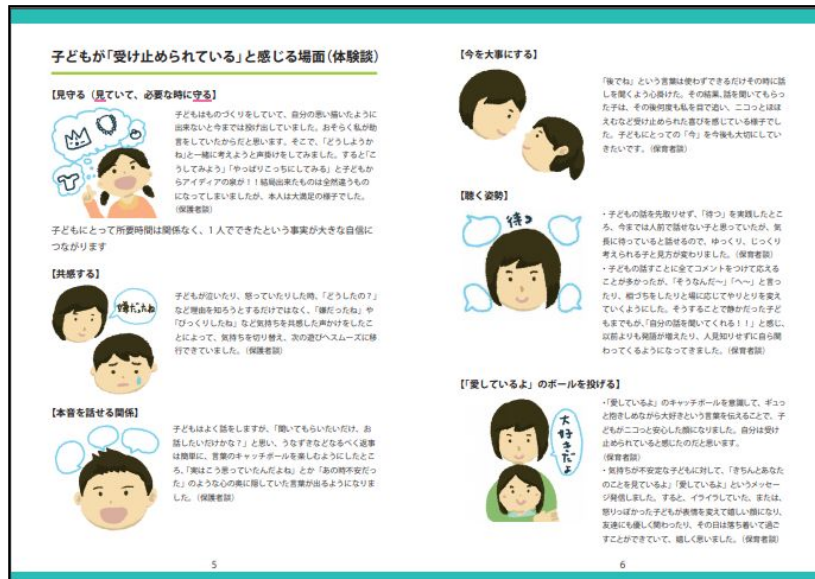 子どもが「受け止められている」と感じる場面(体験談)
【見守る(見ていて、必要な時に守る】
子どもはものづくりをしていて、自分の思い描いたように
出来ないと今までは投げ出していました。おそらく私が助
言をしていたからだと思います。そこで、「どうしようか
ね」と一緒に考えようと声掛けをしてみました。すると「こ
うしてみよう」「やっぱりこっちにしてみる」と子どもか
らアイディアの泉が!!結局出来たものは全然違うもの
になってしまいましたが、本人は大満足の様子でした。
(保護者談)
子どもにとって所要時間は関係なく、1人でできたという事実が大きな自信に
つながります
【共感する】
嫌だったね
子どもが泣いたり、怒っていたりした時、「どうしたの?」
など理由を知ろうとするだけではなく、「嫌だったね」や
「びっくりしたね」など気持ちを共感した声かけをしたこ
とによって、気持ちを切り替え、次の遊びへスムーズに移
行できていました。(保護者談)
【本音を話せる関係】
子どもはよく話をしますが、「聞いてもらいたいだけ、お
話したいだけかな?」と思い、うなずきなどなるべく返事
は簡単に、言葉のキャッチボールを楽しむようにしたとこ
ろ、「実はこう思っていたんだよね」とか「あの時不安だっ
た」のような心の奥に隠していた言葉が出るようになりま
した。(保護者談)
5
【今を大事にする】
「後でね」という言葉は使わずできるだけその時に話
しを聞くよう心掛けた。その結果、話を聞いてもらっ
た子は、その後何度も私を目で追い、ニコっとほほ
えむなど受け止められた喜びを感じている様子でし
た。子どもにとっての「今」を今後も大切にしてい
きたいです。(保育者談)
【聴く姿勢】
待つ
・子どもの話を先取りせず、「待つ」を実践したとこ
ろ、今までは人前で話せない子と思っていたが、気
長に待っていると話せるので、ゆっくり、じっくり
考えられる子と見方が変わりました。(保育者談)
・子どもの話すことに全てコメントをつけて応える
ことが多かったが、「そうなんだ〜」「へ〜」と言っ
たり、相づちをしたりと場に応じてやりとりを変え
ていくようにした。そうすることで静かだった子ど
もまでもが、「自分の話を聞いてくれる!!」と感じ、
以前よりも発語が増えたり、人見知りせずに自ら関
わってくるようになってきました。(保育者談)
【「愛しているよ」のボールを投げる】
大好きだよ
・「愛しているよ」のキャッチボールを意識して、ギュっ
と抱きしめながら大好きという言葉を伝えることで、子
どもがニコっと安心した顔になりました。自分は受け
止められていると感じたのだと思います。
(保育者談)
・気持ちが不安定な子どもに対して、「きちんとあなた
のことを見ているよ」「愛しているよ」というメッセー
ジ発信しました。すると、イライラしていた、または、
怒りっぽかった子どもが表情を変えて嬉しい顔になり、
友達にも優しく関わったり、その日は落ち着いて過ご
すことができていて、嬉しく思いました。(保育者談)
6